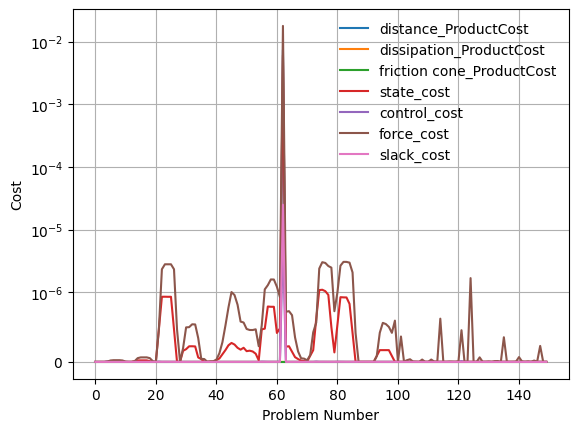 distance_ProductCost
dissipation_ProductCost
friction cone_ProductCost
state_cost
control_cost
force_cost
slack_cost
Cost
10⁻²
10⁻³
10⁻⁴
10⁻⁵
10⁻⁶
0
0 20 40 60 80 100 120 140
Problem Number